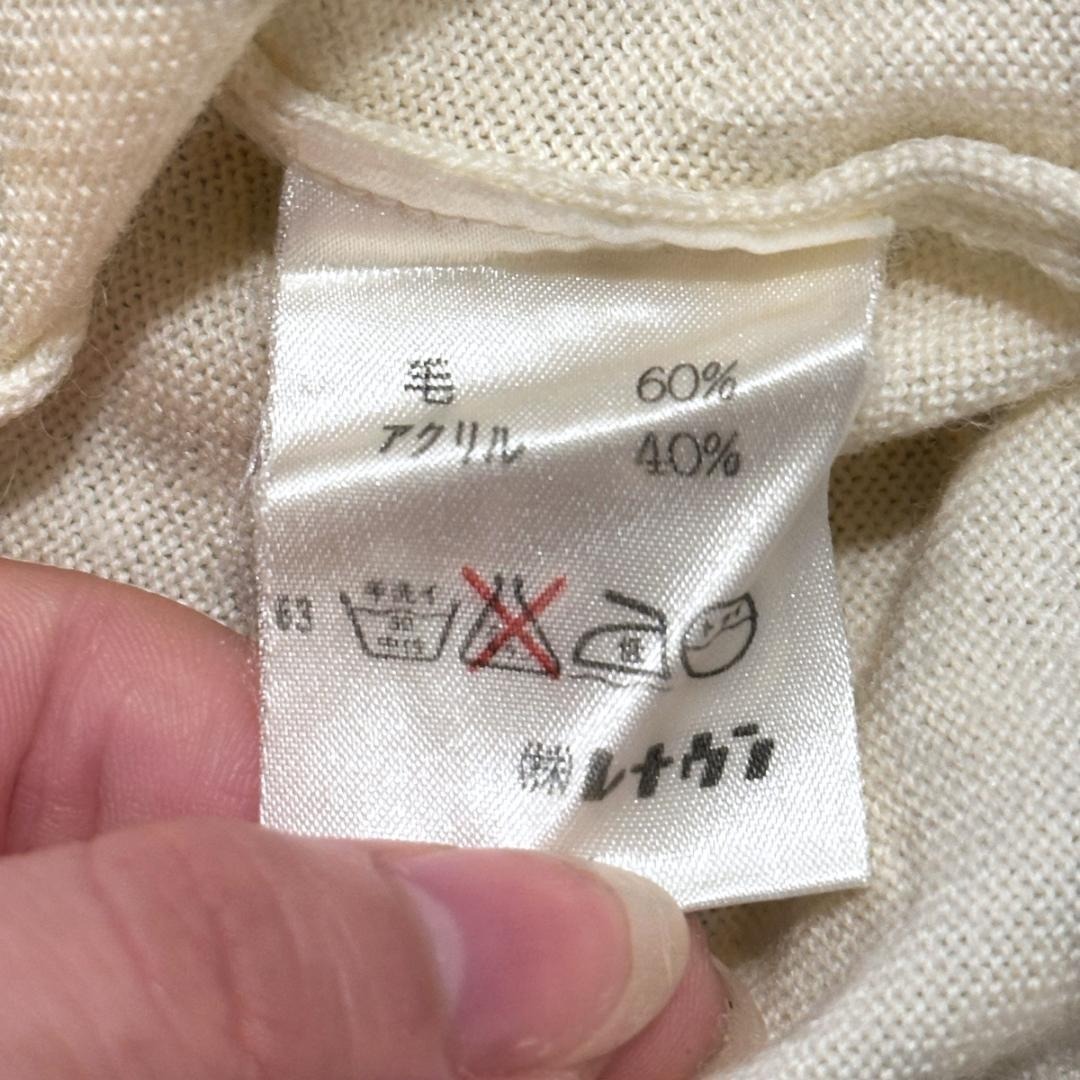 毛 60%
アクリル 40%
63
手洗イ
30
中性
ドライ
㈱レナウン